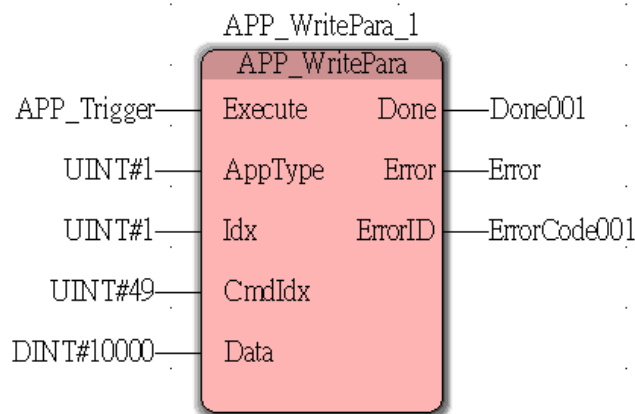 APP_WritePara_1
APP_WritePara
APP_Trigger Execute Done Done001
UINT#1 AppType Error Error
UINT#1 Idx ErrorID ErrorCode001
UINT#49 CmdIdx
DINT#10000 Data